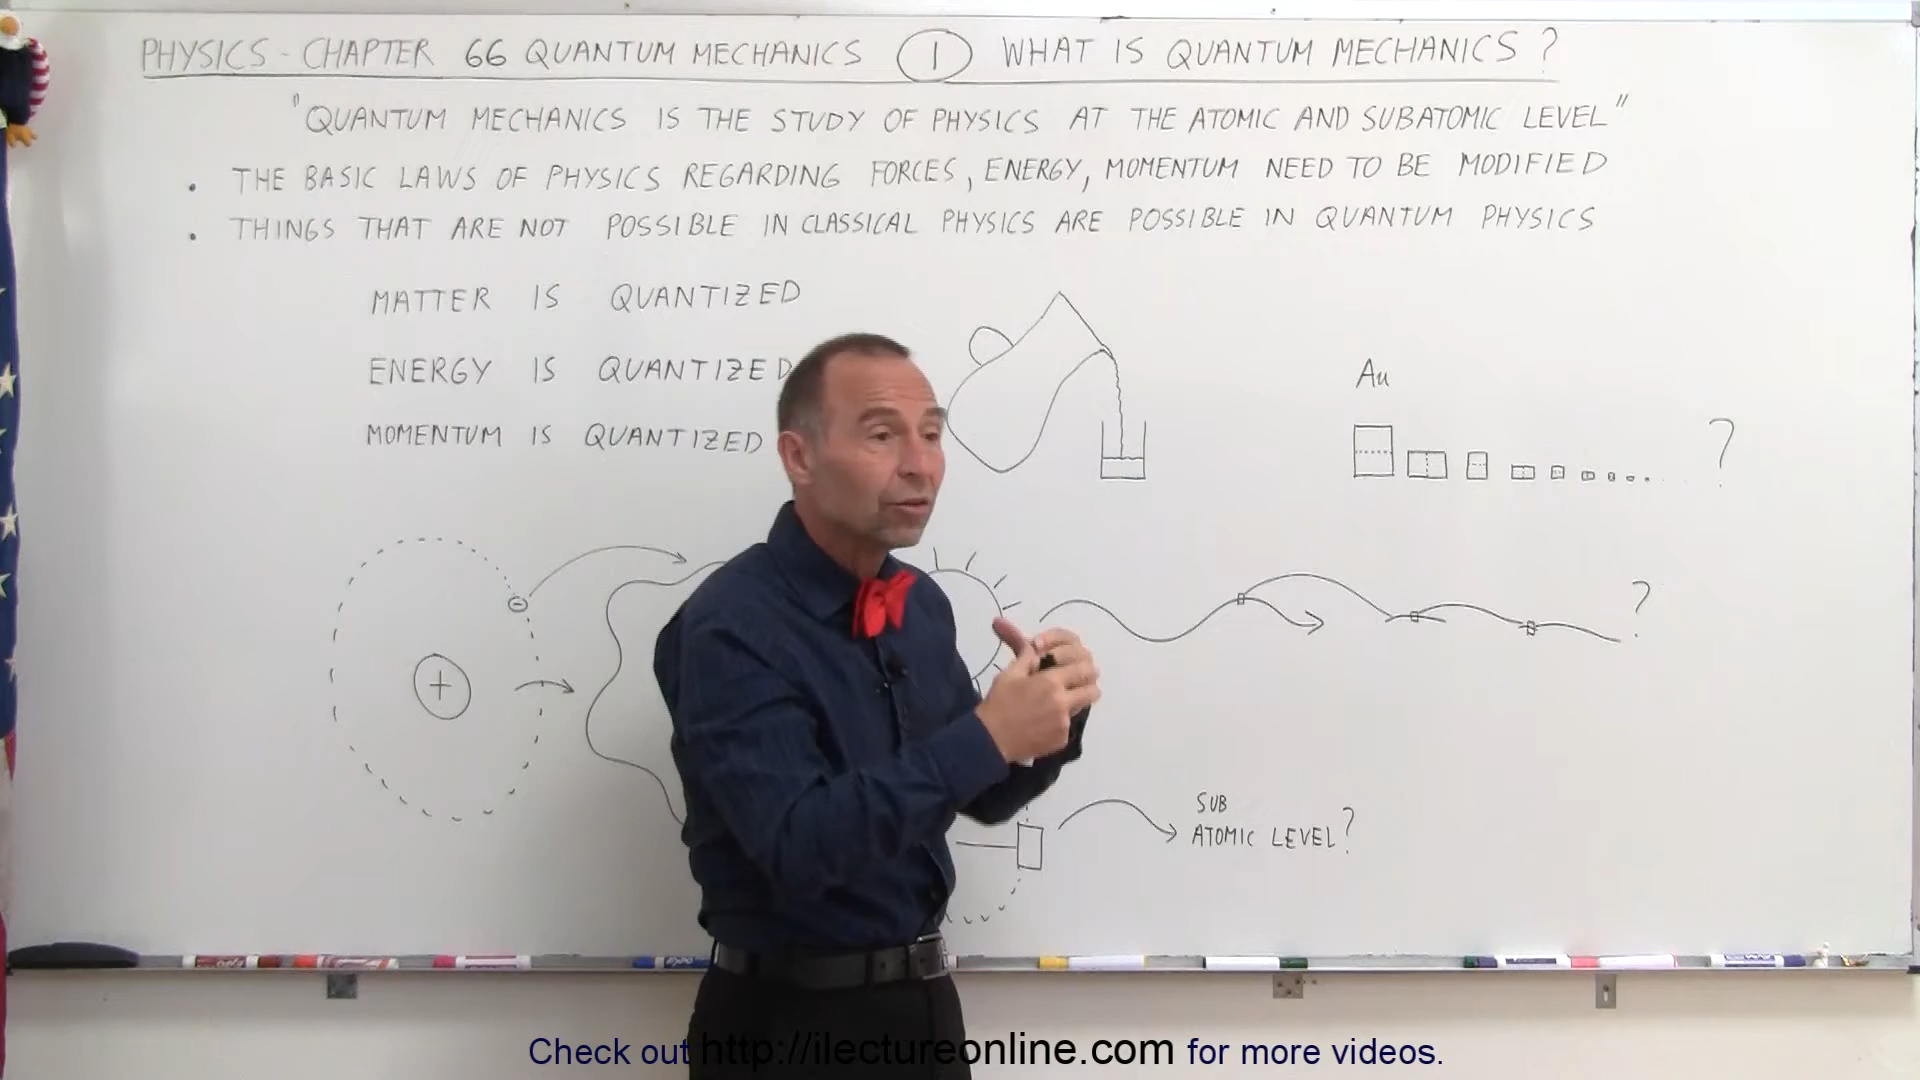 PHYSICS - CHAPTER 66 QUANTUM MECHANICS 1 WHAT IS QUANTUM MECHANICS?
"QUANTUM MECHANICS IS THE STUDY OF PHYSICS AT THE ATOMIC AND SUBATOMIC LEVEL"
• THE BASIC LAWS OF PHYSICS REGARDING FORCES, ENERGY, MOMENTUM NEED TO BE MODIFIED
• THINGS THAT ARE NOT POSSIBLE IN CLASSICAL PHYSICS ARE POSSIBLE IN QUANTUM PHYSICS
MATTER IS QUANTIZED
ENERGY IS QUANTIZED
MOMENTUM IS QUANTIZED
Au
?
-
+
?
SUB
ATOMIC LEVEL?
Check out http://ilectureonline.com for more videos.